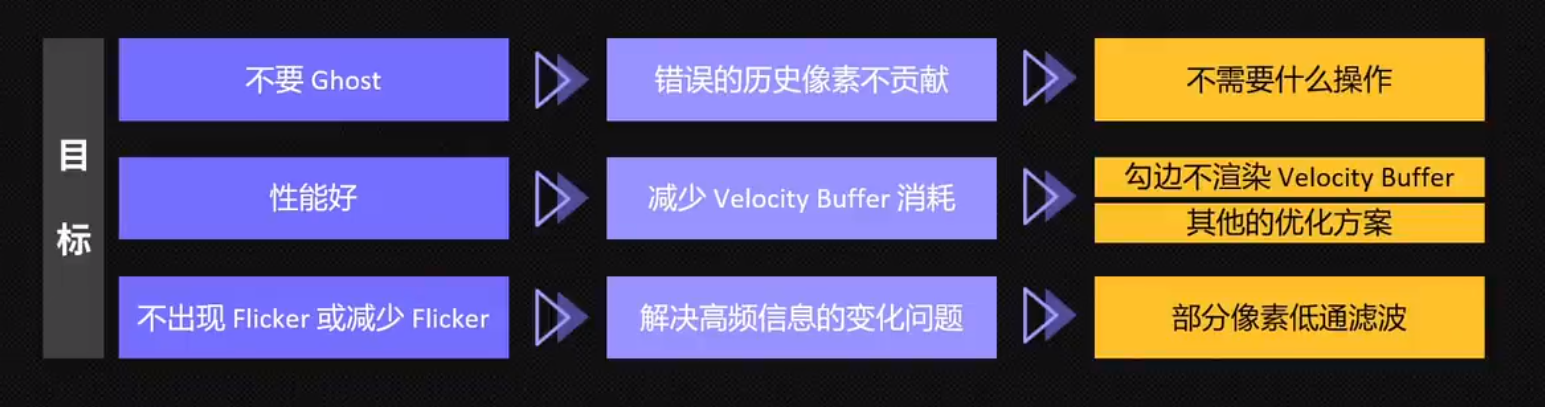 目标
不要 Ghost
错误的历史像素不贡献
不需要什么操作
性能好
减少 Velocity Buffer 消耗
勾边不渲染 Velocity Buffer
其他的优化方案
不出现 Flicker 或减少 Flicker
解决高频信息的变化问题
部分像素低通滤波